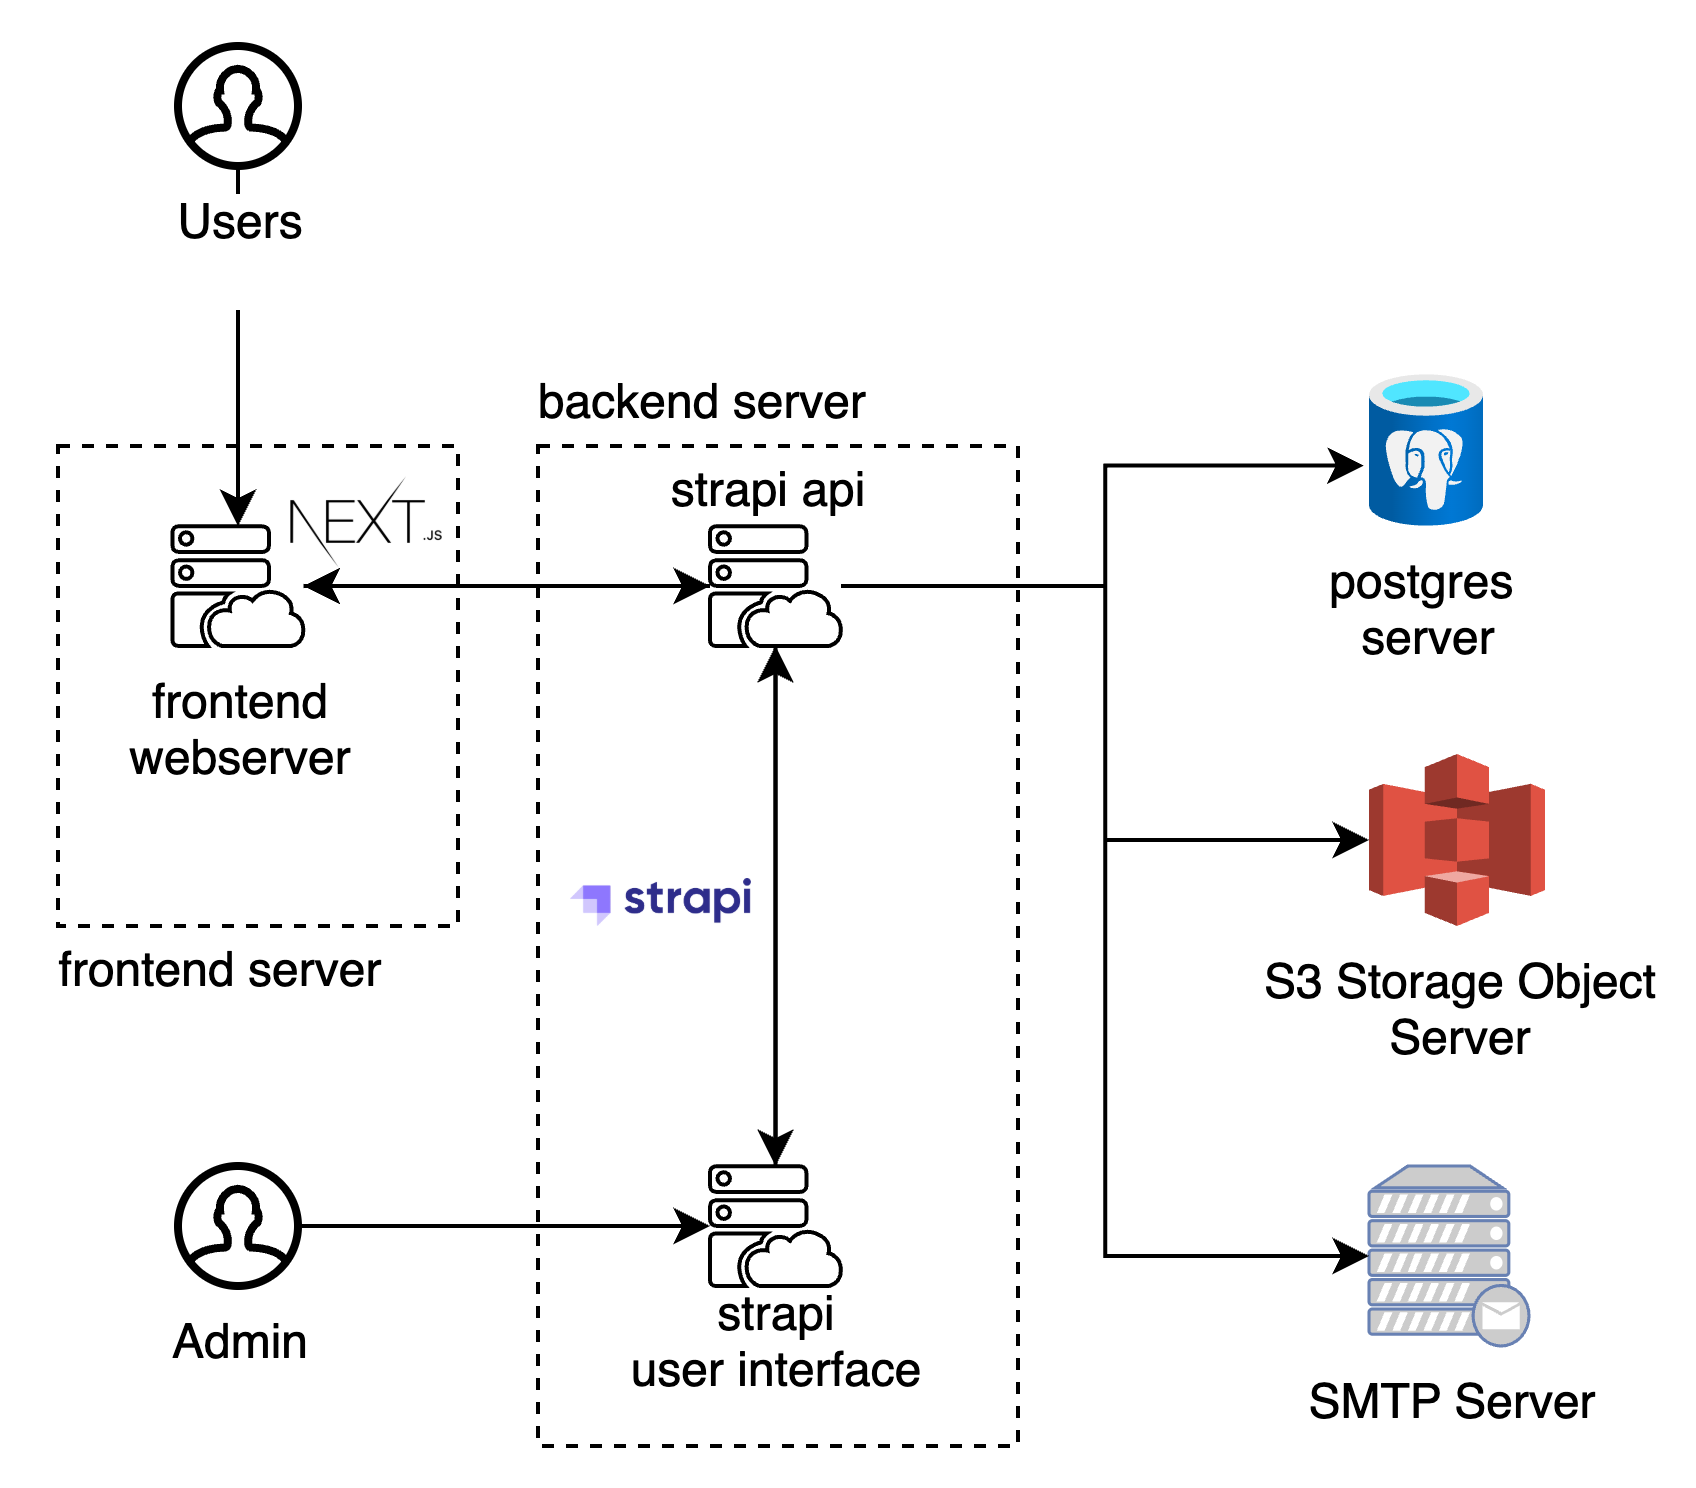 Users
backend server
NEXT.JS
strapi api
frontend
webserver
frontend server
strapi
postgres
server
S3 Storage Object
Server
Admin
strapi
user interface
SMTP Server